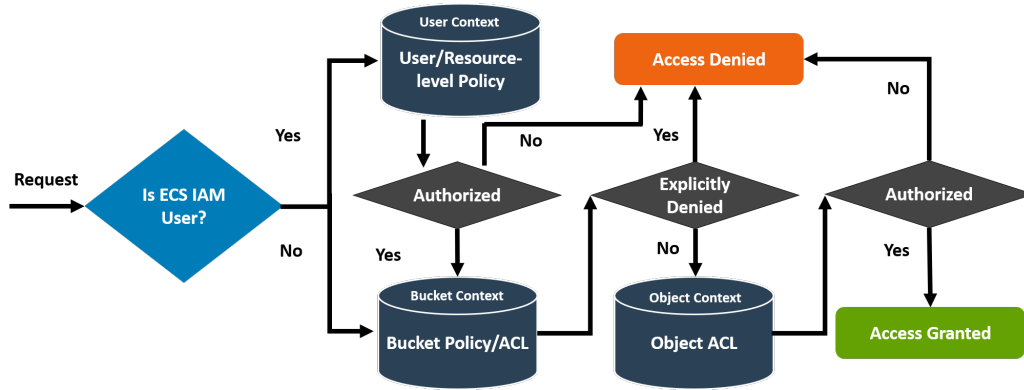 Request
Is ECS IAM
User?
Yes
No
User Context
User/Resource-
level Policy
Authorized
No
Yes
Bucket Context
Bucket Policy/ACL
Access Denied
Yes
Explicitly
Denied
No
Object Context
Object ACL
No
Authorized
Yes
Access Granted